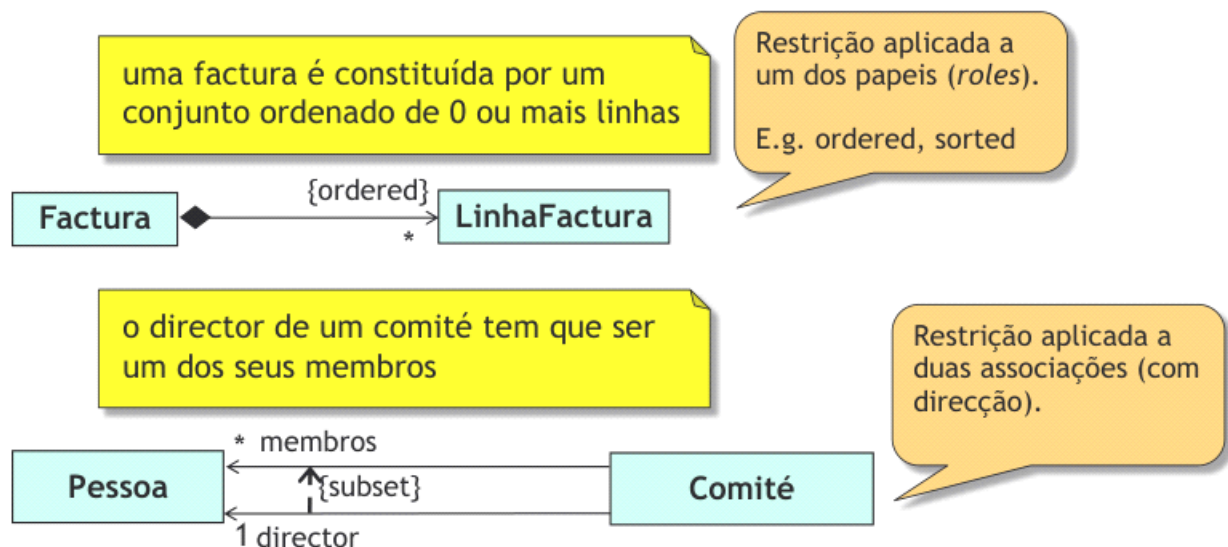 uma factura é constituída por um
conjunto ordenado de 0 ou mais linhas
Restrição aplicada a
um dos papeis (roles).
E.g. ordered, sorted
Factura
{ordered}
*
LinhaFactura
o director de um comité tem que ser
um dos seus membros
Restrição aplicada a
duas associações (com
direcção).
Pessoa
* membros
{subset}
1 director
Comité